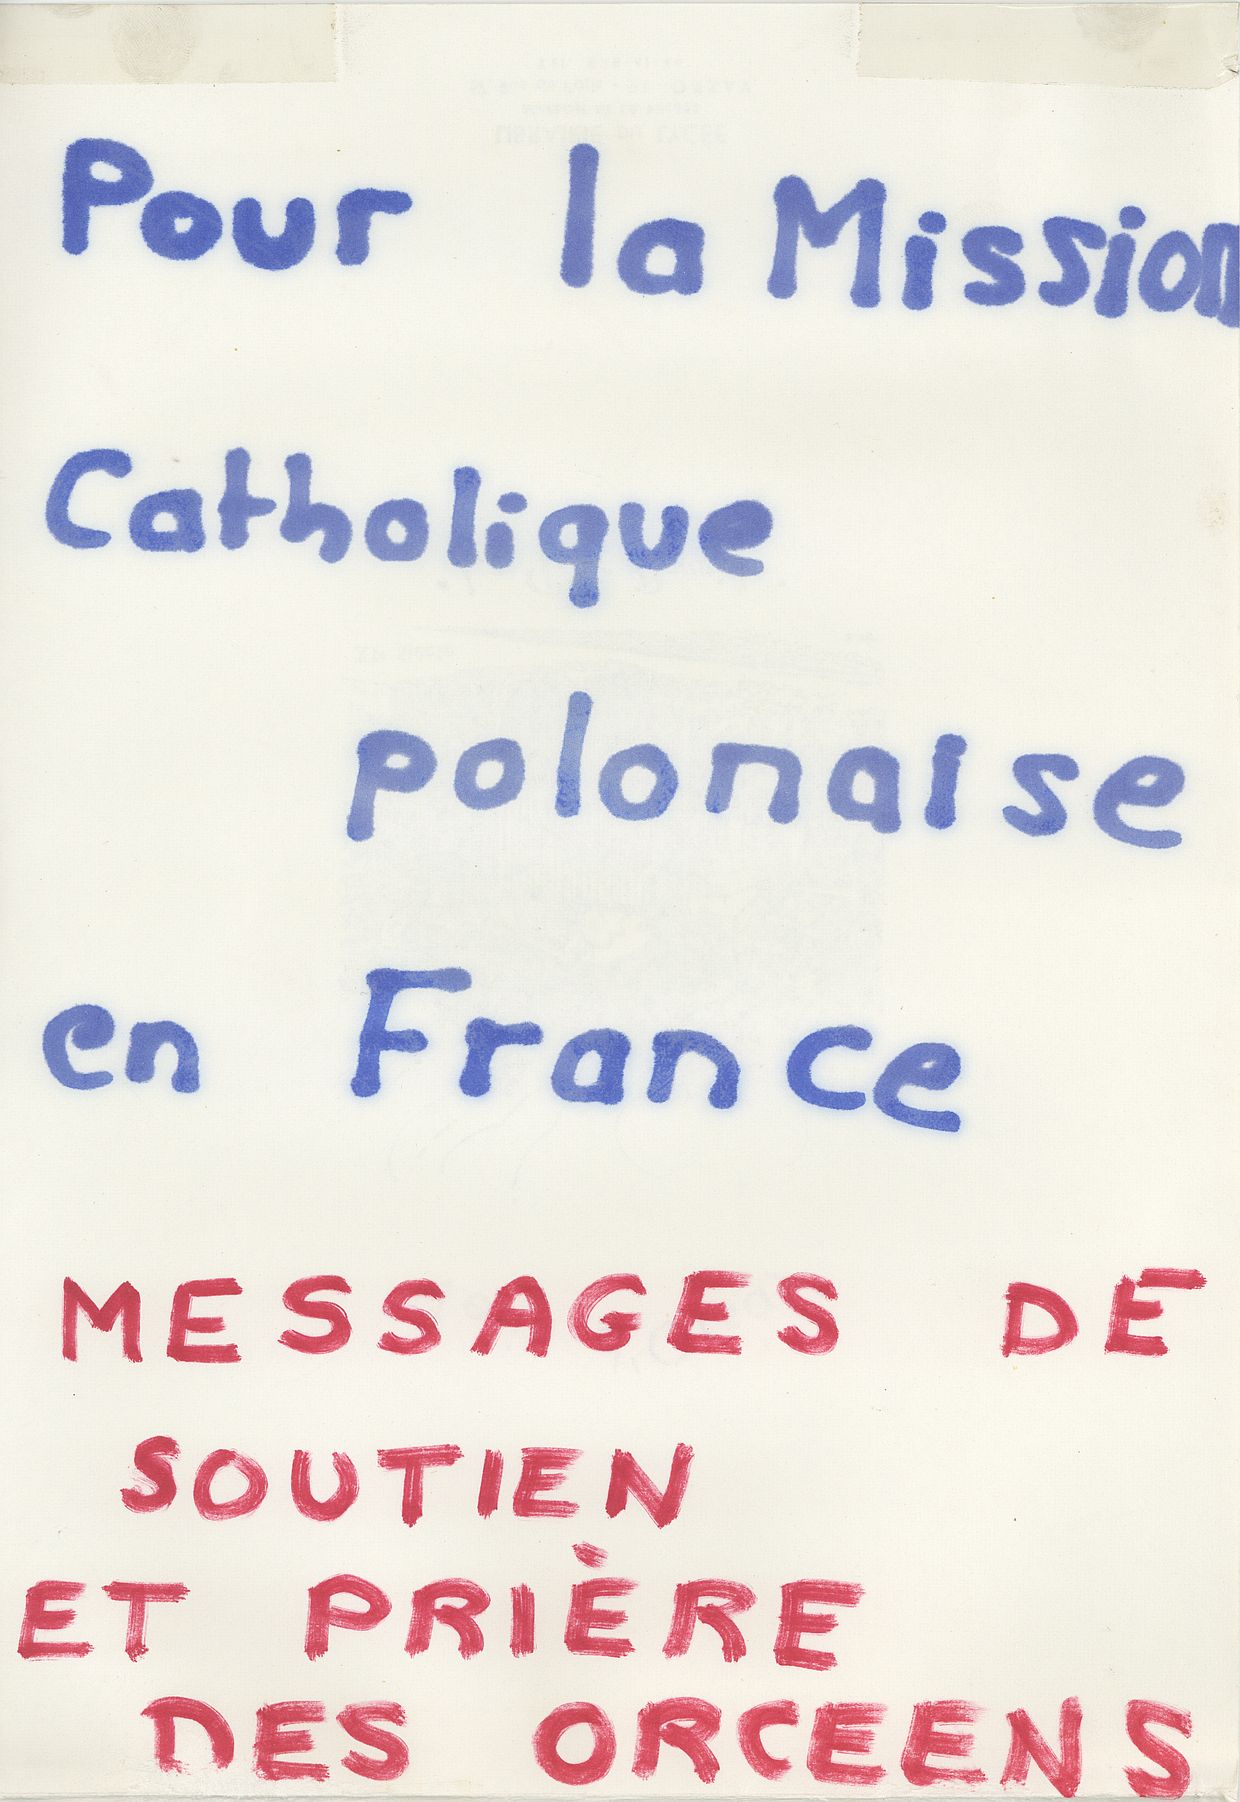 Pour la Mission
Catholique
polonaise
en France
MESSAGES DE
SOUTIEN
ET PRIÈRE
DES ORCEENS